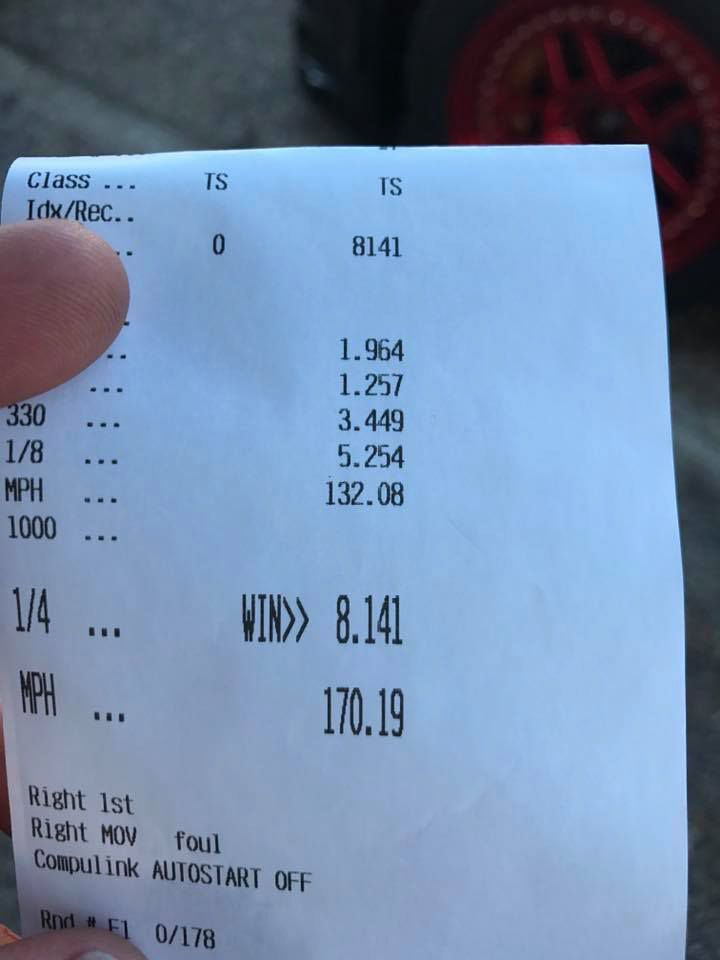 Class ... TS TS
Idx/Rec..
.. 0 8141
.
.. 1.964
... 1.257
330 ... 3.449
1/8 ... 5.254
MPH ... 132.08
1000 ...
1/4 ... WIN>> 8.141
MPH ... 170.19
Right 1st
Right MOV foul
Compulink AUTOSTART OFF
Rnd # E1 0/178